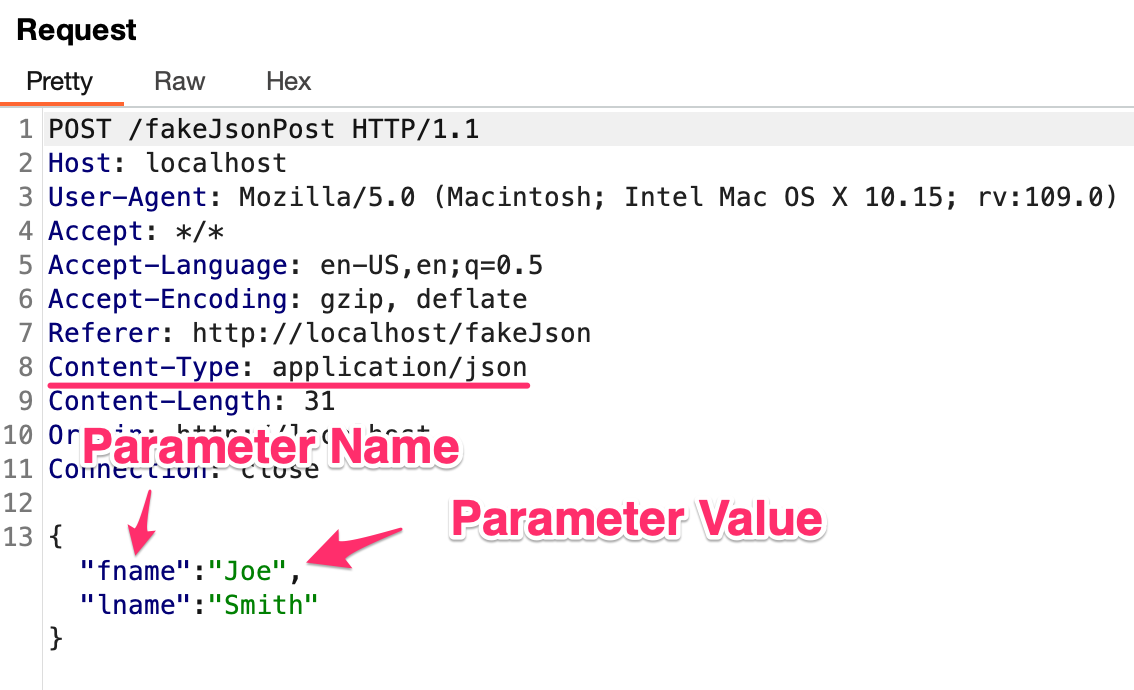 Request
Pretty Raw Hex
1 POST /fakeJsonPost HTTP/1.1
2 Host: localhost
3 User-Agent: Mozilla/5.0 (Macintosh; Intel Mac OS X 10.15; rv:109.0)
4 Accept: */*
5 Accept-Language: en-US,en;q=0.5
6 Accept-Encoding: gzip, deflate
7 Referer: http://localhost/fakeJson
8 Content-Type: application/json
9 Content-Length: 31
10 Origin: http://localhost
Parameter Name
11 Connection: close
12
Parameter Value
13 {
"fname":"Joe",
"lname":"Smith"
}